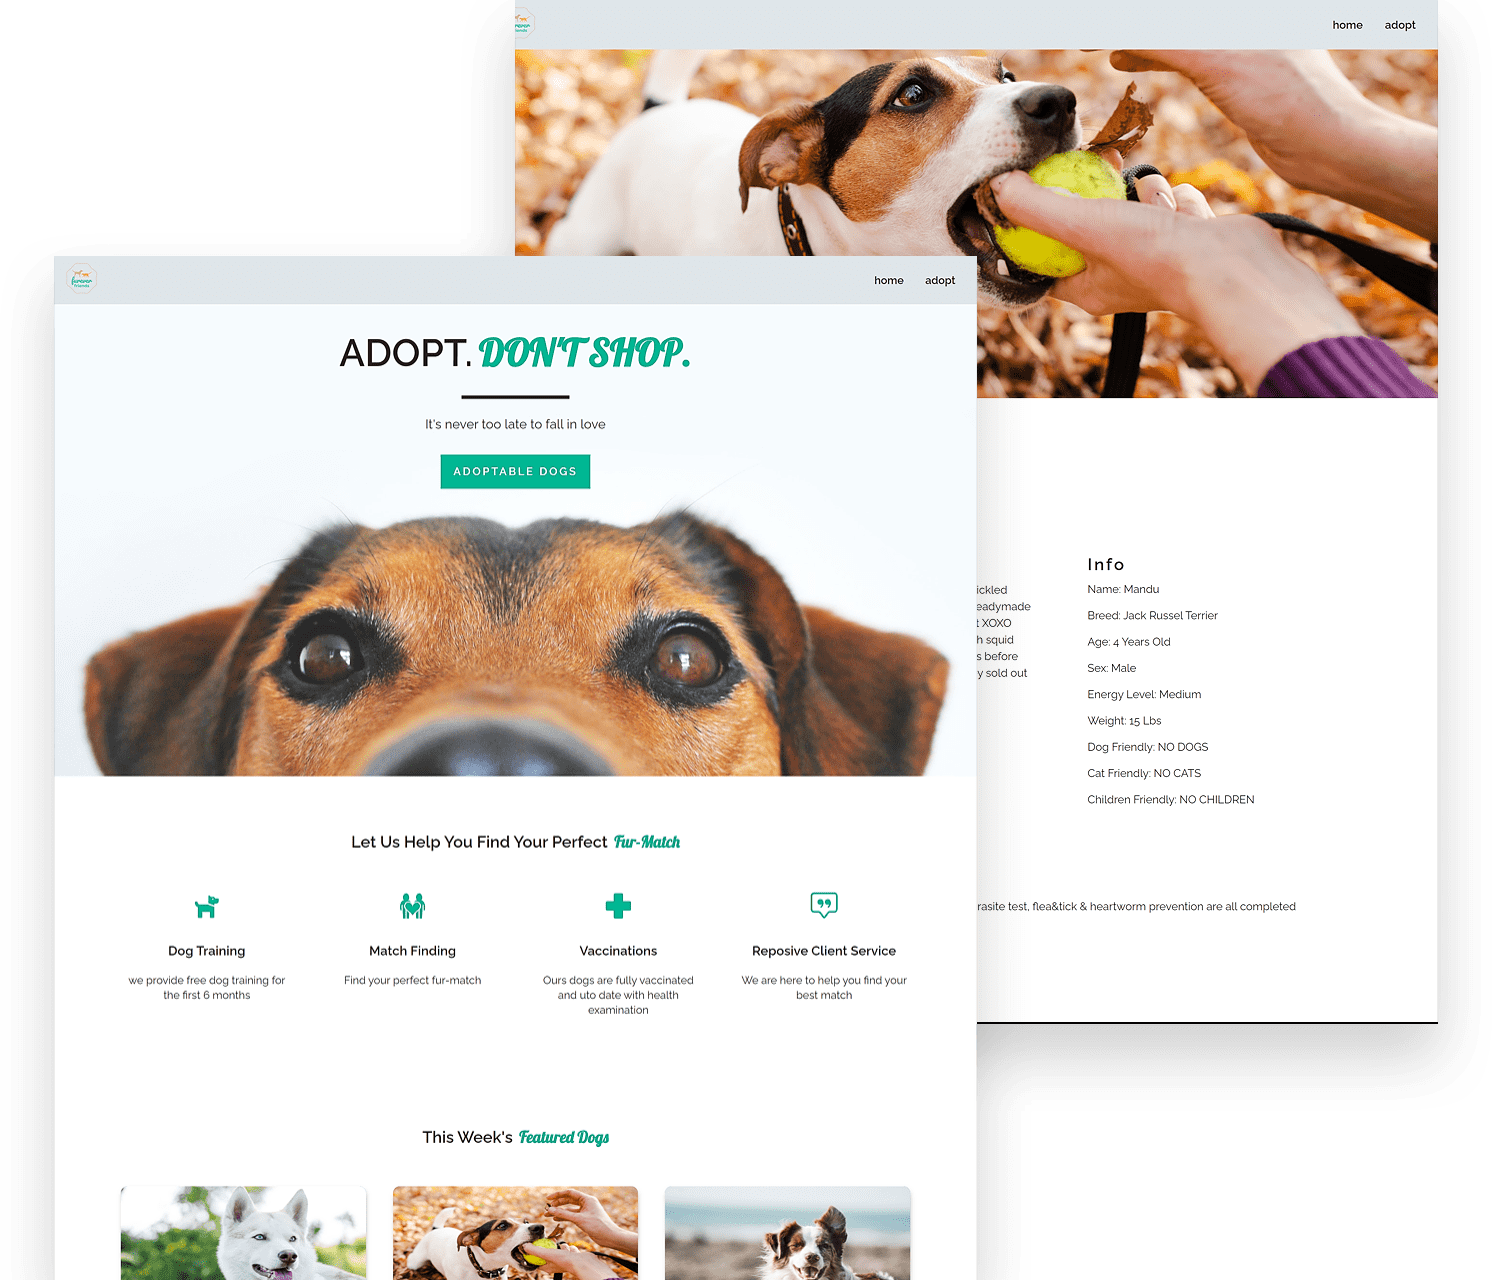 furever
friends
home adopt
home adopt
ADOPT. DON'T SHOP.
It's never too late to fall in love
ADOPTABLE DOGS
Let Us Help You Find Your Perfect Fur-Match
Dog Training
we provide free dog training for
the first 6 months
Match Finding
Find your perfect fur-match
Vaccinations
Ours dogs are fully vaccinated
and uto date with health
examination
Reposive Client Service
We are here to help you find your
best match
This Week's Featured Dogs
ickled
eadymade
t XOXO
h squid
s before
y sold out
Info
Name: Mandu
Breed: Jack Russel Terrier
Age: 4 Years Old
Sex: Male
Energy Level: Medium
Weight: 15 Lbs
Dog Friendly: NO DOGS
Cat Friendly: NO CATS
Children Friendly: NO CHILDREN
rasite test, flea&tick & heartworm prevention are all completed